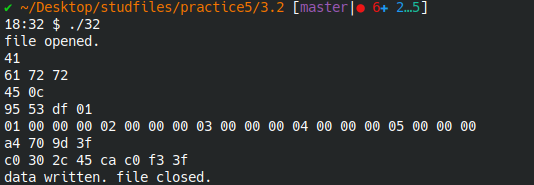 ✔ ~/Desktop/studfiles/practice5/3.2 [master|● 6✚ 2…5]
18:32 $ ./32
file opened.
41
61 72 72
45 0c
95 53 df 01
01 00 00 00 02 00 00 00 03 00 00 00 04 00 00 00 05 00 00 00
a4 70 9d 3f
c0 30 2c 45 ca c0 f3 3f
data written. file closed.